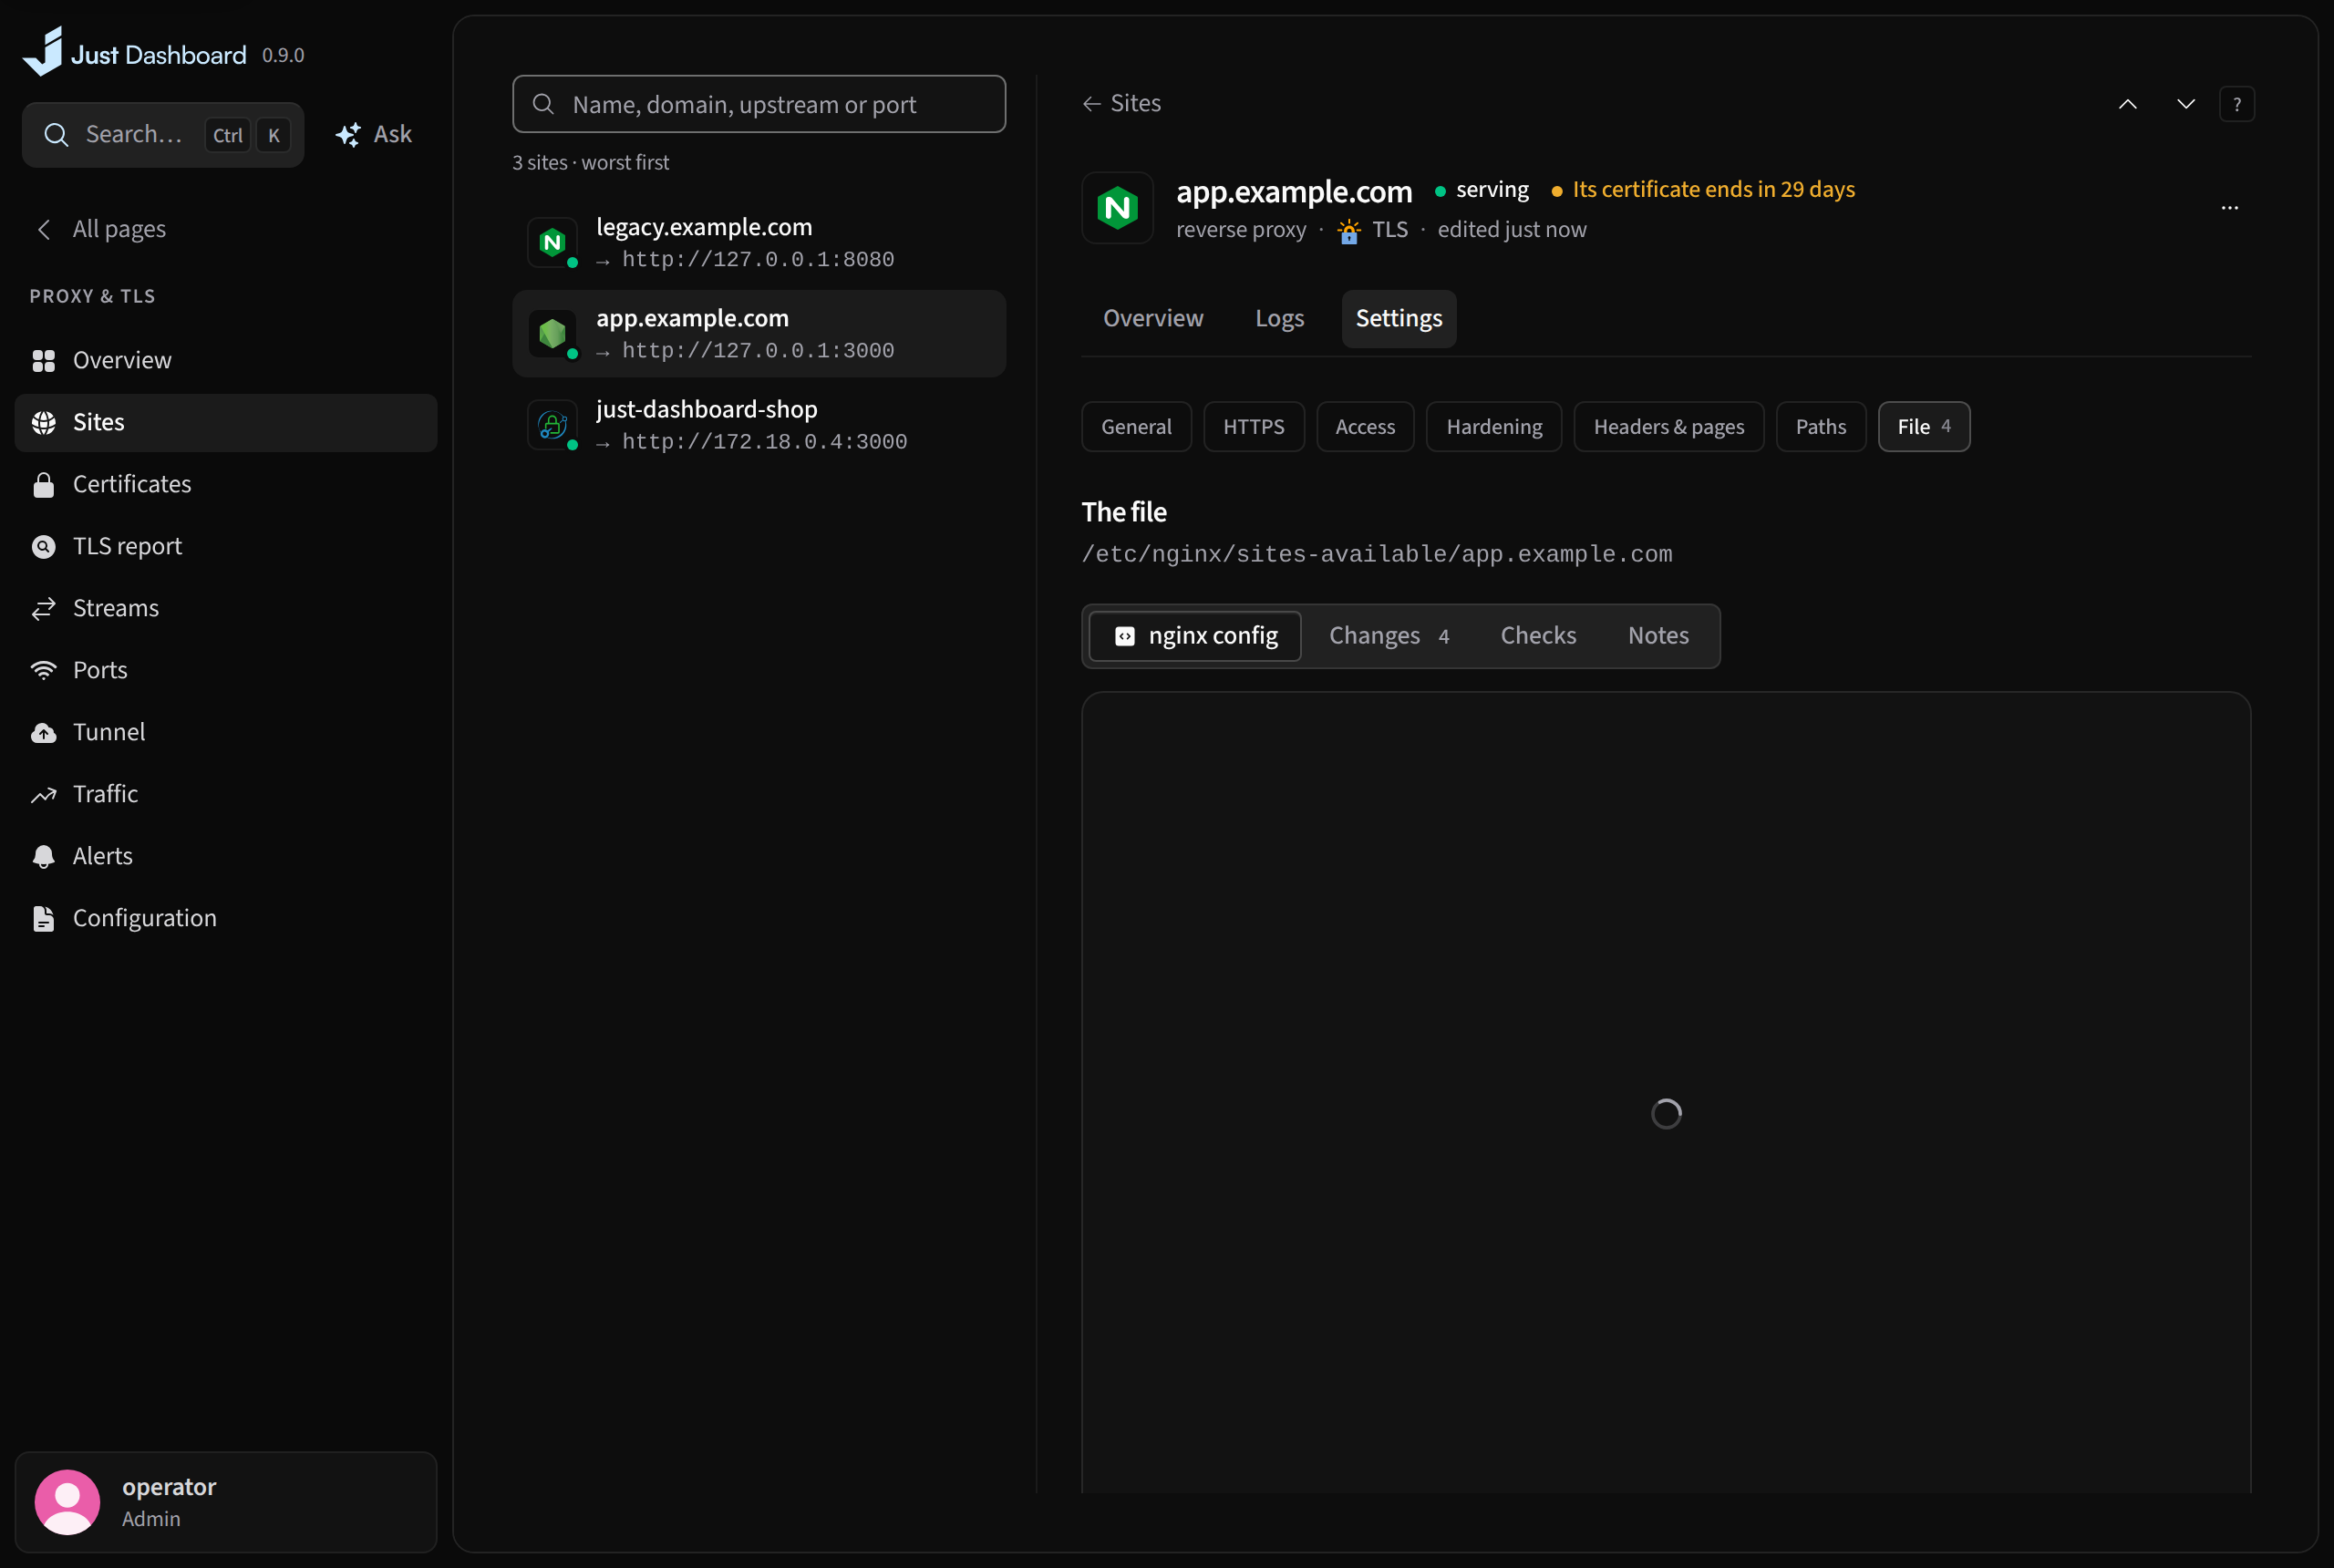 Just Dashboard 0.9.0
Search... Ctrl K
Ask
All pages
PROXY & TLS
Overview
Sites
Certificates
TLS report
Streams
Ports
Tunnel
Traffic
Alerts
Configuration
operator
Admin
Name, domain, upstream or port
3 sites · worst first
legacy.example.com
→ http://127.0.0.1:8080
app.example.com
→ http://127.0.0.1:3000
just-dashboard-shop
→ http://172.18.0.4:3000
← Sites
?
app.example.com serving Its certificate ends in 29 days
reverse proxy · TLS · edited just now
Overview Logs Settings
General HTTPS Access Hardening Headers & pages Paths File 4
The file
/etc/nginx/sites-available/app.example.com
nginx config Changes 4 Checks Notes